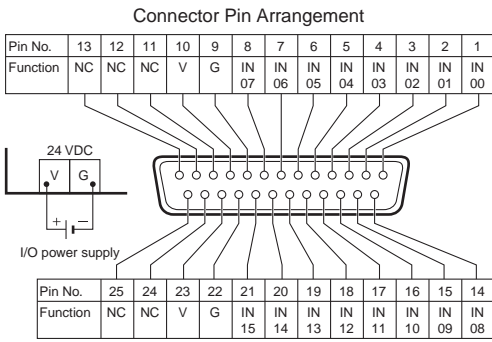 Connector Pin Arrangement
Pin No. 13 12 11 10 9 8 7 6 5 4 3 2 1
Function NC NC NC V G IN IN IN IN IN IN IN IN
07 06 05 04 03 02 01 00
24 VDC
V G
+ −
I/O power supply
Pin No. 25 24 23 22 21 20 19 18 17 16 15 14
Function NC NC V G IN IN IN IN IN IN IN IN
15 14 13 12 11 10 09 08